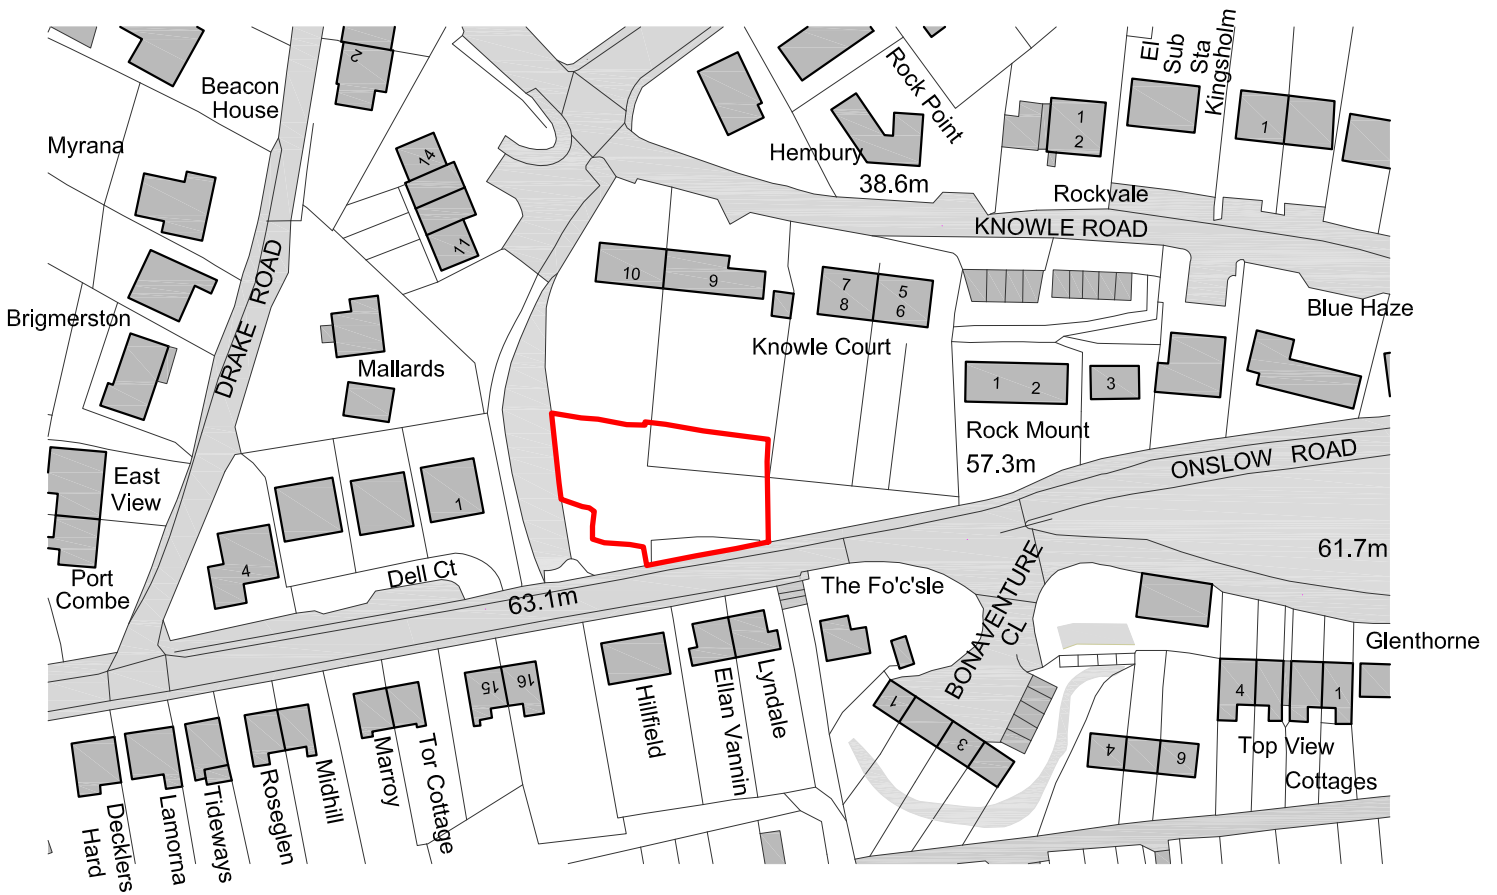 El
Sub
Sta
Kingsholm
2
Beacon
House
Rock Point
1
2
1
Myrana
14
Hembury
38.6m
Rockvale
KNOWLE ROAD
11
DRAKE ROAD
10
9
7
8
5
6
Brigmerston
Blue Haze
Knowle Court
Mallards
1
2
3
Rock Mount
57.3m
ONSLOW ROAD
East
View
1
4
Port
Combe
Dell Ct
63.1m
61.7m
The Fo'c'sle
BONAVENTURE
CL
Glenthorne
15
16
Hillfield
Ellan Vannin
Lyndale
1
3
4
6
4
1
Top View
Cottages
Decklers
Hard
Lamorna
Tideways
Roseglen
Midhill
Marroy
Tor Cottage